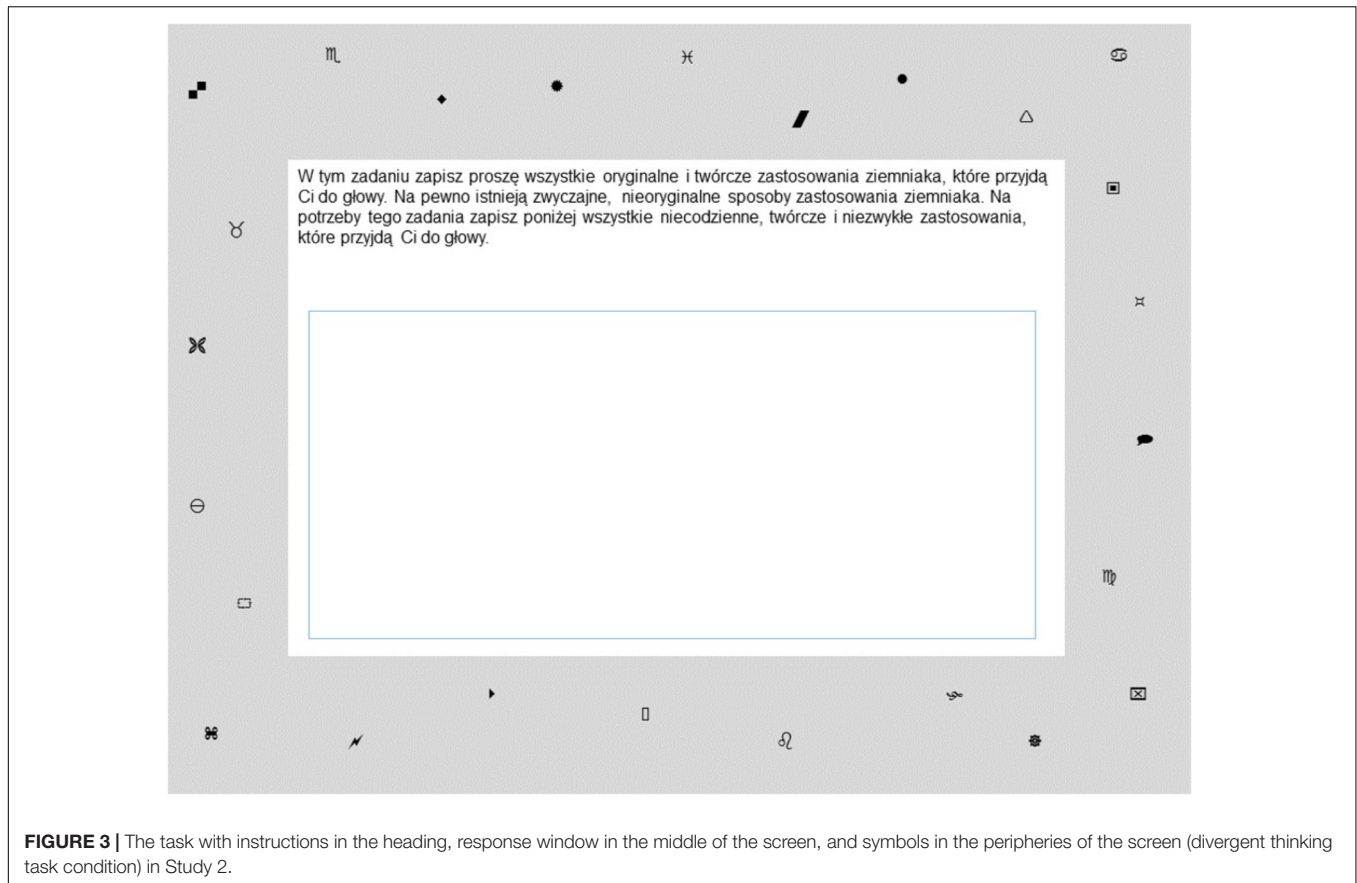 W tym zadaniu zapisz proszę wszystkie oryginalne i twórcze zastosowania ziemniaka, które przyjdą
Ci do głowy. Na pewno istnieją zwyczajne, nieoryginalne sposoby zastosowania ziemniaka. Na
potrzeby tego zadania zapisz poniżej wszystkie niecodzienne, twórcze i niezwykłe zastosowania,
które przyjdą Ci do głowy.
FIGURE 3 | The task with instructions in the heading, response window in the middle of the screen, and symbols in the peripheries of the screen (divergent thinking
task condition) in Study 2.